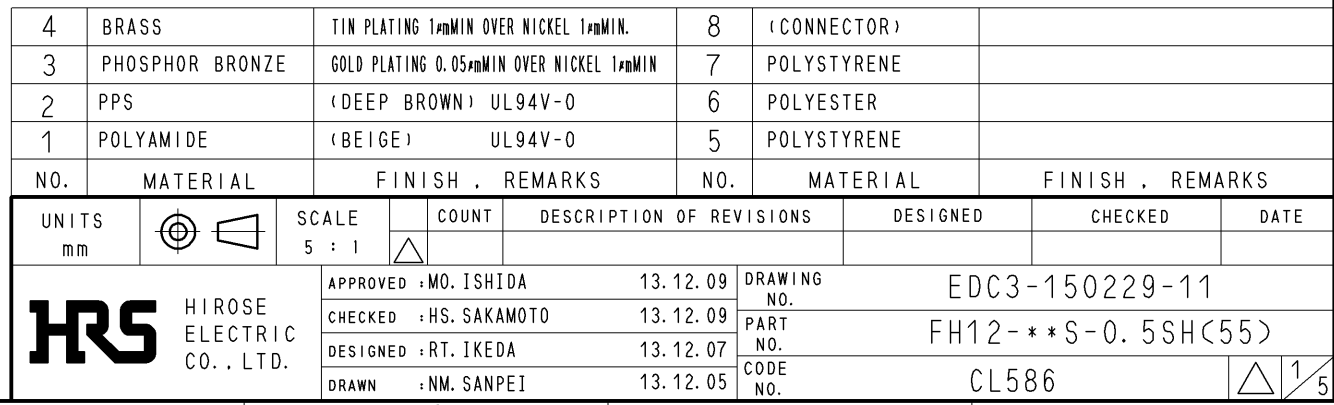 4 BRASS TIN PLATING 1μmMIN OVER NICKEL 1μmMIN. 8 (CONNECTOR)
3 PHOSPHOR BRONZE GOLD PLATING 0.05μmMIN OVER NICKEL 1μmMIN 7 POLYSTYRENE
2 PPS (DEEP BROWN) UL94V-0 6 POLYESTER
1 POLYAMIDE (BEIGE) UL94V-0 5 POLYSTYRENE
NO. MATERIAL FINISH , REMARKS NO. MATERIAL FINISH , REMARKS
UNITS mm SCALE 5 : 1 COUNT DESCRIPTION OF REVISIONS DESIGNED CHECKED DATE
HRS HIROSE ELECTRIC CO., LTD.
APPROVED :MO. ISHIDA 13.12.09
CHECKED :HS. SAKAMOTO 13.12.09
DESIGNED :RT. IKEDA 13.12.07
DRAWN :NM. SANPEI 13.12.05
DRAWING NO. EDC3-150229-11
PART NO. FH12-**S-0.5SH(55)
CODE NO. CL586 1/5